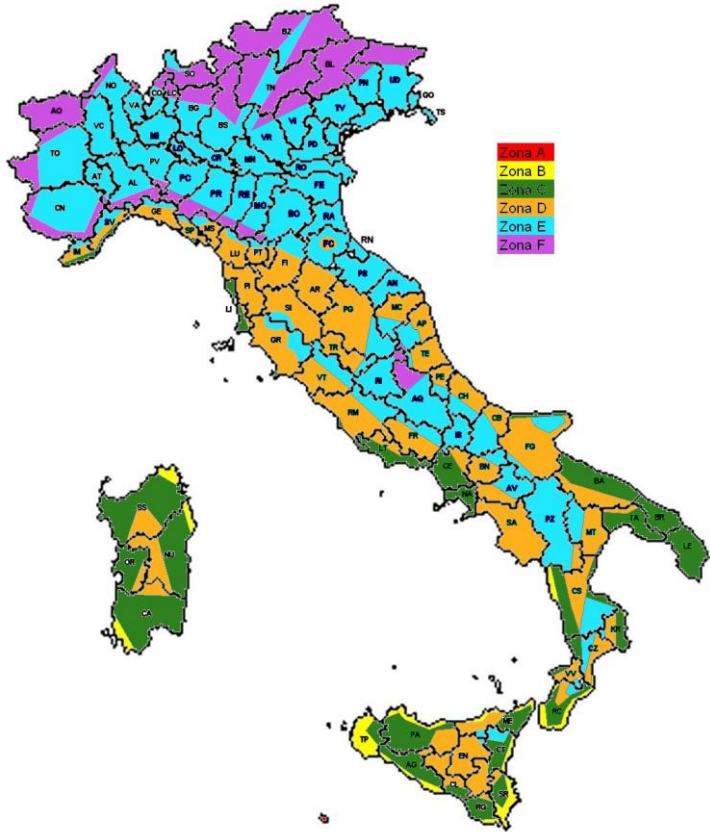 BZ
SO
BL
NO
TN
PN
UD
CO
LC
AO
VA
BG
GO
TS
VC
BS
VI
TV
MI
VR
TO
LO
PD
PV
CR
MN
AT
RO
AL
PC
FE
PR
RE
CN
MO
BO
RA
GE
SV
FC
SP
MS
RN
IM
LU
PT
FI
PS
AN
PI
AR
MC
LI
SI
PG
AP
GR
TR
TE
PE
VT
RI
CH
AQ
RM
CB
IS
FR
FG
LT
CE
BN
BA
NA
AV
SA
PZ
MT
TA
BR
LE
SS
NU
OR
CS
CA
KR
CZ
VV
RC
ME
PA
TP
EN
CT
AG
CL
SR
RG
Zona A
Zona B
Zona C
Zona D
Zona E
Zona F